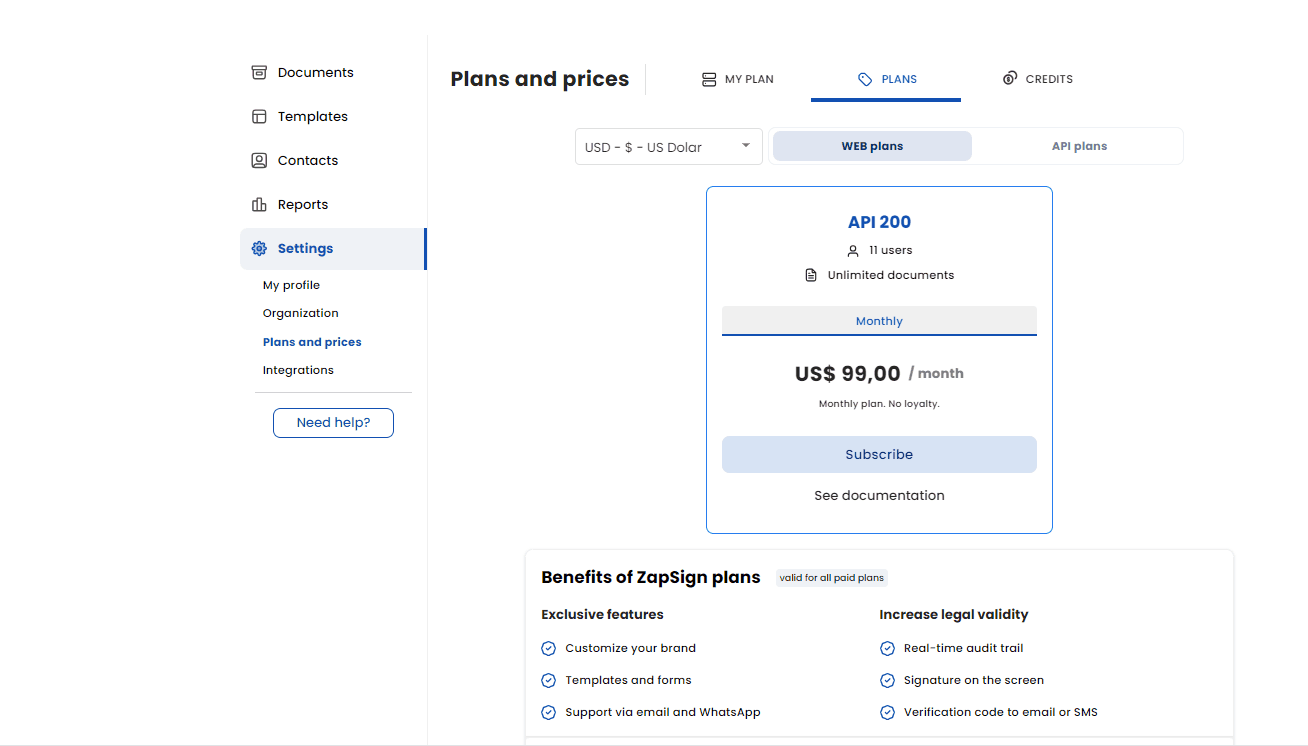 Documents
Templates
Contacts
Reports
Settings
My profile
Organization
Plans and prices
Integrations
Need help?
Plans and prices
MY PLAN
PLANS
CREDITS
USD - $ - US Dolar
WEB plans
API plans
API 200
11 users
Unlimited documents
Monthly
US$ 99,00 / month
Monthly plan. No loyalty.
Subscribe
See documentation
Benefits of ZapSign plans
valid for all paid plans
Exclusive features
Customize your brand
Templates and forms
Support via email and WhatsApp
Increase legal validity
Real-time audit trail
Signature on the screen
Verification code to email or SMS